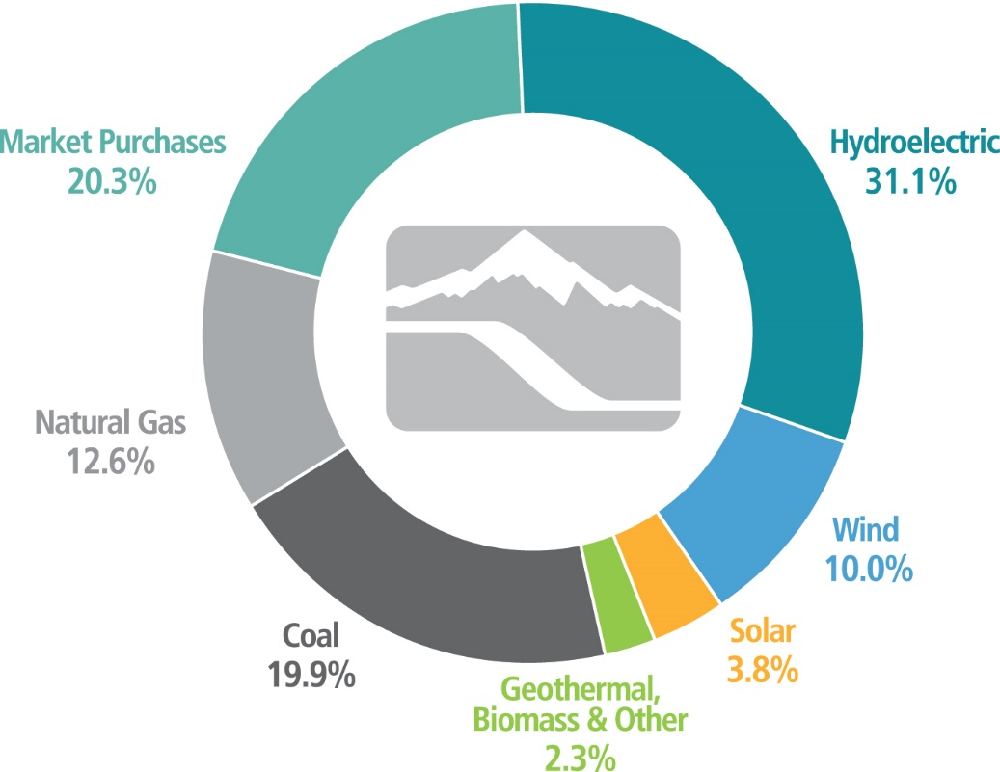 Market Purchases
20.3%
Hydroelectric
31.1%
Natural Gas
12.6%
Wind
10.0%
Coal
19.9%
Solar
3.8%
Geothermal,
Biomass & Other
2.3%